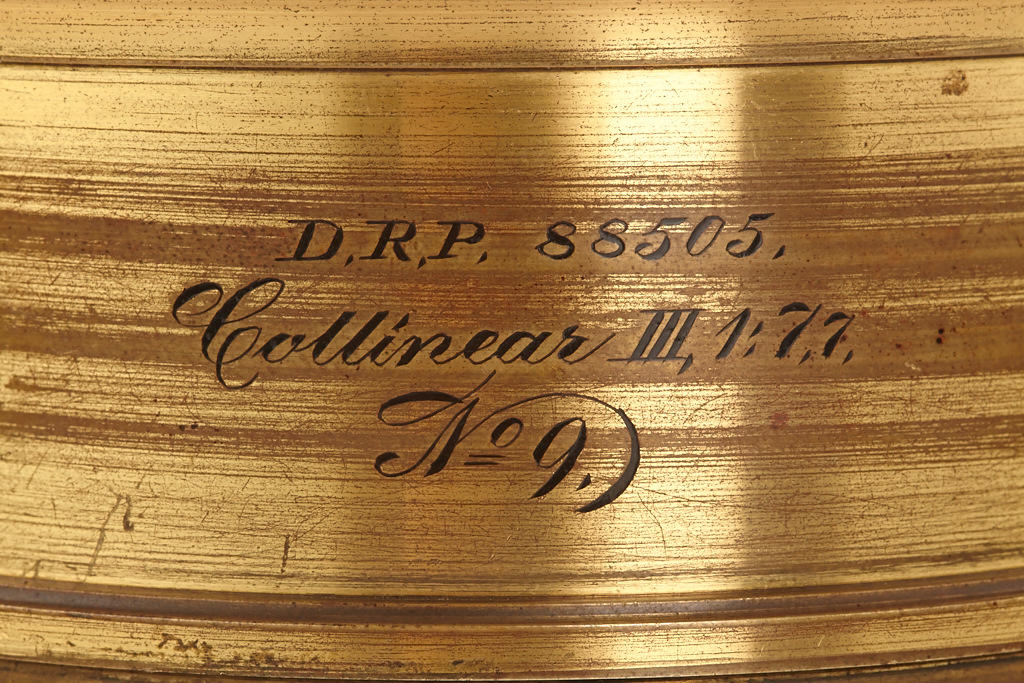 D.R.P. 88505.
Collinear III, 1:7,7.
No 9.